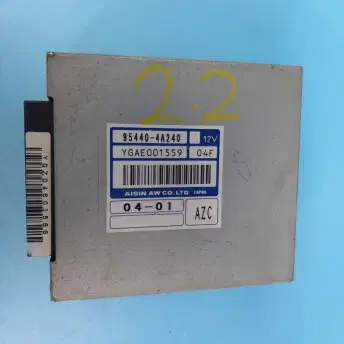 2.2
95440-4A240 12V
YGAE001559 04F
AISIN AW CO.,LTD JAPAN
04-01
AZC